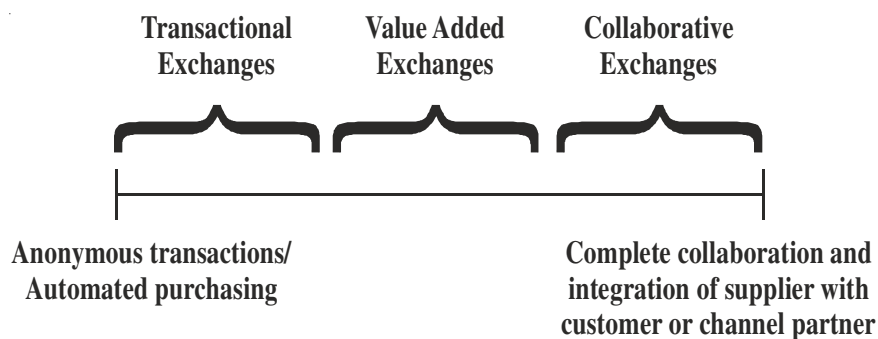 Transactional
Exchanges
Value Added
Exchanges
Collaborative
Exchanges
Anonymous transactions/
Automated purchasing
Complete collaboration and
integration of supplier with
customer or channel partner